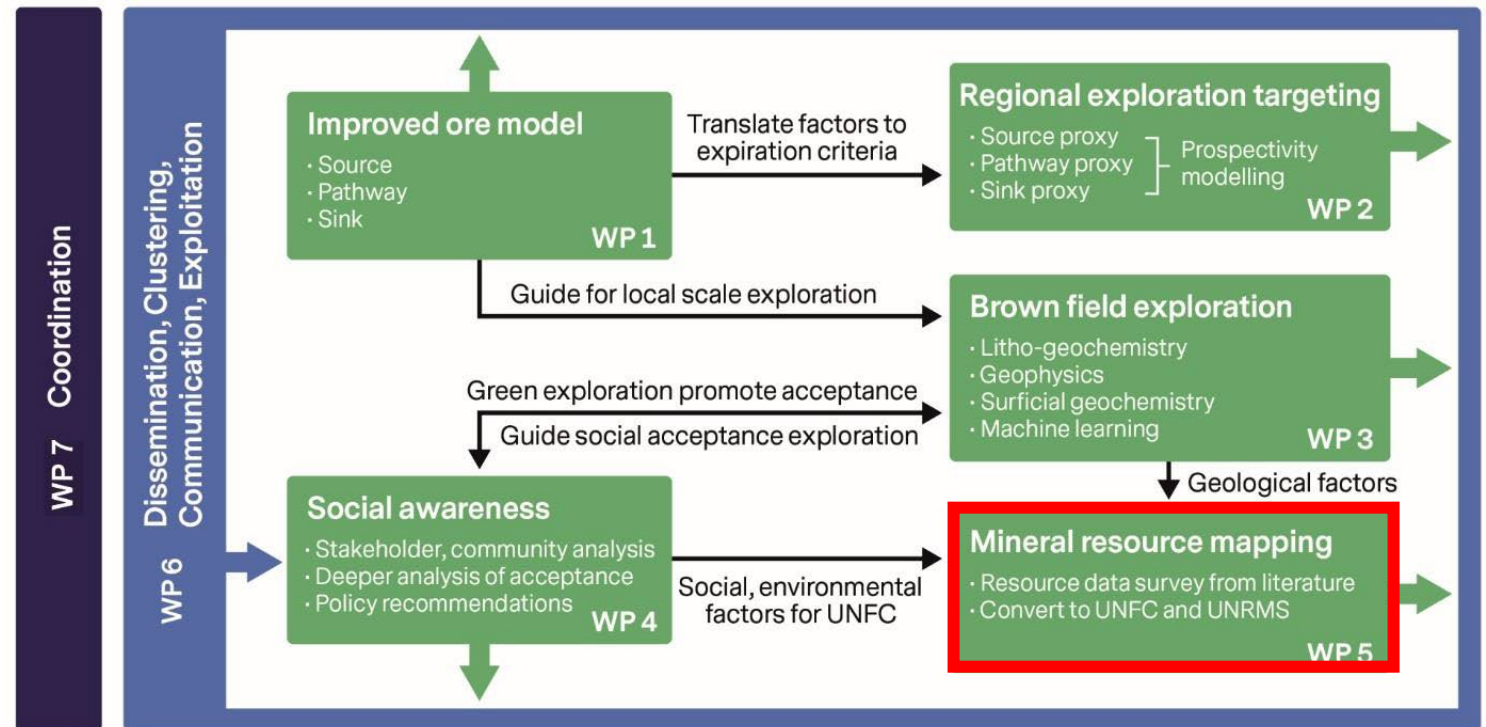 WP 7 Coordination
WP 6 Dissemination, Clustering,
Communication, Exploitation
Improved ore model
· Source
· Pathway
· Sink
WP 1
Translate factors to
expiration criteria
Regional exploration targeting
· Source proxy
· Pathway proxy
· Sink proxy
Prospectivity
modelling
WP 2
Guide for local scale exploration
Brown field exploration
· Litho-geochemistry
· Geophysics
· Surficial geochemistry
· Machine learning
WP 3
Green exploration promote acceptance
Guide social acceptance exploration
Geological factors
Social awareness
· Stakeholder, community analysis
· Deeper analysis of acceptance
· Policy recommendations
WP 4
Social, environmental
factors for UNFC
Mineral resource mapping
· Resource data survey from literature
· Convert to UNFC and UNRMS
WP 5